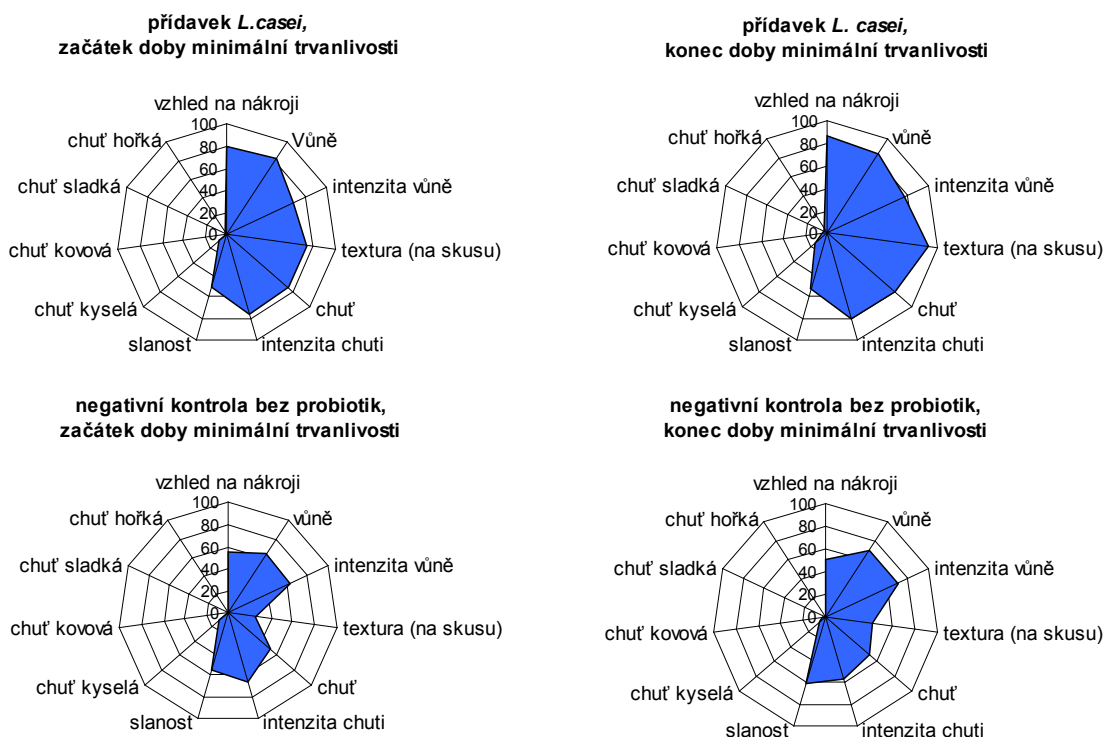 přídavek L.casei,
začátek doby minimální trvanlivosti
vzhled na nákroji
Vůně
intenzita vůně
textura (na skusu)
chuť
intenzita chuti
slanost
chuť kyselá
chuť kovová
chuť sladká
chuť hořká
100
80
60
40
20
0
přídavek L. casei,
konec doby minimální trvanlivosti
vzhled na nákroji
vůně
intenzita vůně
textura (na skusu)
chuť
intenzita chuti
slanost
chuť kyselá
chuť kovová
chuť sladká
chuť hořká
100
80
60
40
20
0
negativní kontrola bez probiotik,
začátek doby minimální trvanlivosti
vzhled na nákroji
vůně
intenzita vůně
textura (na skusu)
chuť
intenzita chuti
slanost
chuť kyselá
chuť kovová
chuť sladká
chuť hořká
100
80
60
40
20
0
negativní kontrola bez probiotik,
konec doby minimální trvanlivosti
vzhled na nákroji
vůně
intenzita vůně
textura (na skusu)
chuť
intenzita chuti
slanost
chuť kyselá
chuť kovová
chuť sladká
chuť hořká
100
80
60
40
20
0